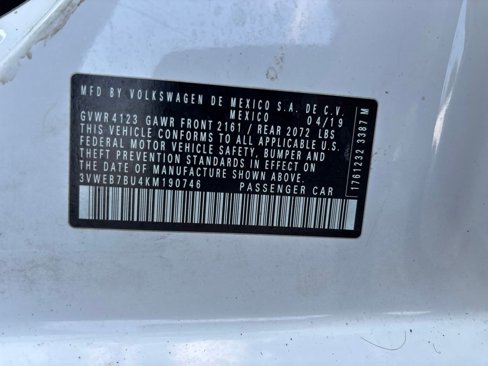 MFD BY VOLKSWAGEN DE MEXICO S.A. DE C.V.
MEXICO 04/19
GVWR 4123 GAWR FRONT 2161 / REAR 2072 LBS
THIS VEHICLE CONFORMS TO ALL APPLICABLE U.S.
FEDERAL MOTOR VEHICLE SAFETY, BUMPER AND
THEFT PREVENTION STANDARDS IN EFFECT ON
THE DATE OF MANUFACTURE SHOWN ABOVE.
3VWEB7BU4KM190746 PASSENGER CAR
1761232 3387 M